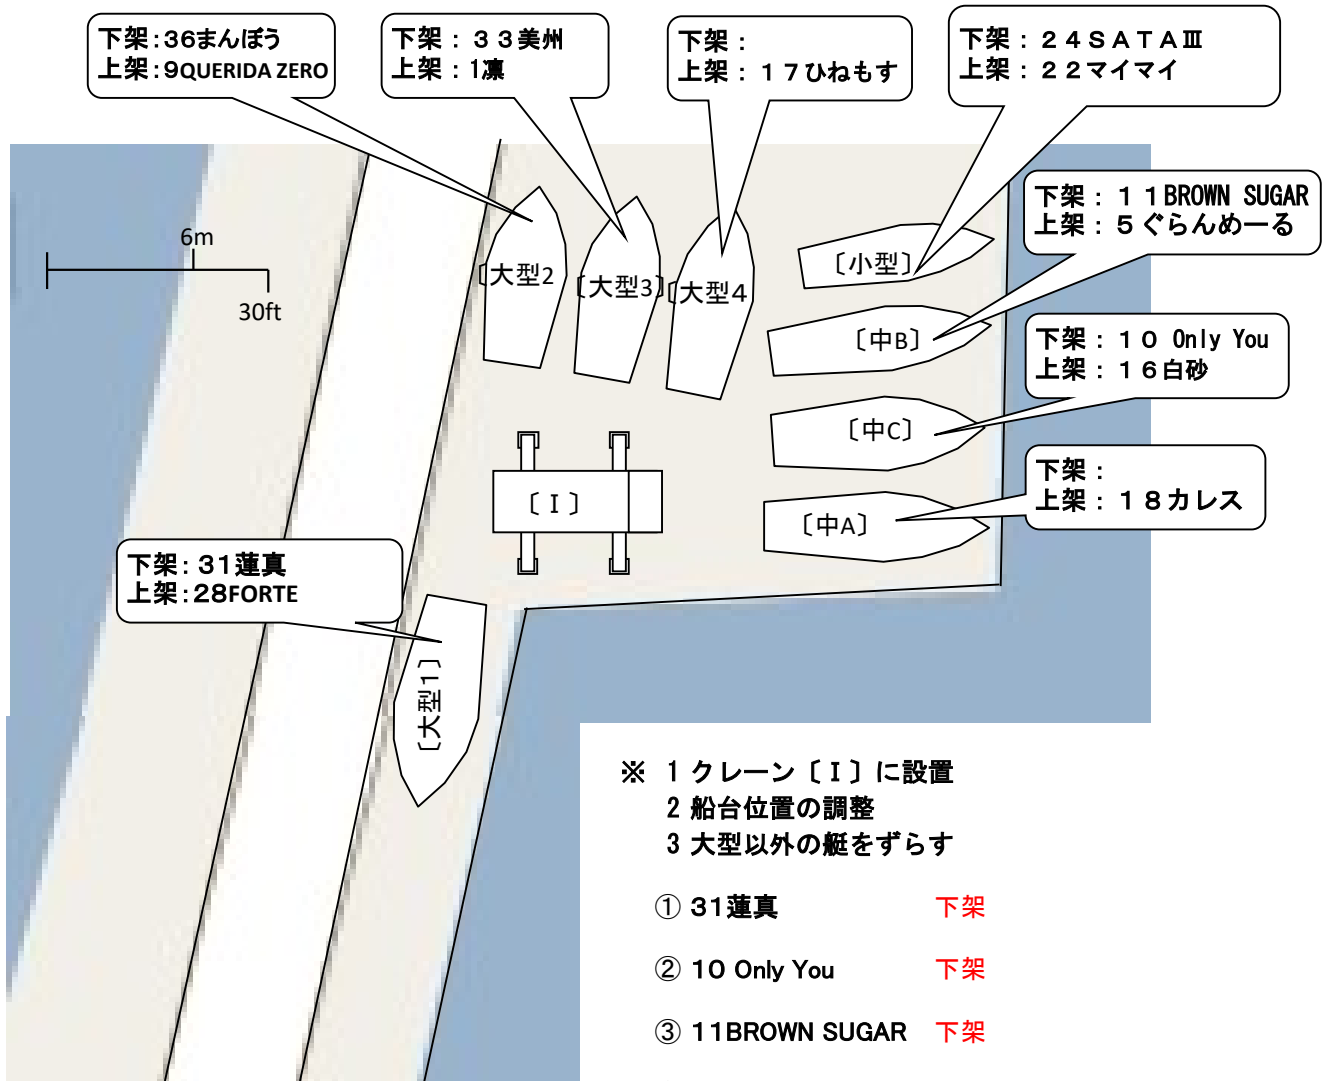 下架：36まんぼう
上架：9QUERIDA ZERO
下架：３３美州
上架：1凛
下架：
上架：１７ひねもす
下架：２４ＳＡＴＡⅢ
上架：２２マイマイ
下架：１１BROWN SUGAR
上架：５ぐらんめーる
6m
30ft
〔大型2
〔大型3〕
〔大型４
〔小型〕
〔中B〕
下架：１０ Only You
上架：１６白砂
〔中C〕
下架：
上架：１８カレス
〔Ｉ〕
〔中A〕
下架：31蓮真
上架：28FORTE
〔大型１〕
※ 1 クレーン〔Ｉ〕に設置
2 船台位置の調整
3 大型以外の艇をずらす
① 31蓮真 下架
② 10 Only You 下架
③ 11BROWN SUGAR 下架